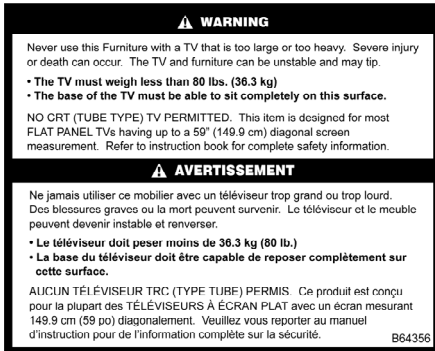 ⚠ WARNING
Never use this Furniture with a TV that is too large or too heavy. Severe injury
or death can occur. The TV and furniture can be unstable and may tip.
• The TV must weigh less than 80 lbs. (36.3 kg)
• The base of the TV must be able to sit completely on this surface.
NO CRT (TUBE TYPE) TV PERMITTED. This item is designed for most
FLAT PANEL TVs having up to a 59" (149.9 cm) diagonal screen
measurement. Refer to instruction book for complete safety information.
⚠ AVERTISSEMENT
Ne jamais utiliser ce mobilier avec un téléviseur trop grand ou trop lourd.
Des blessures graves ou la mort peuvent survenir. Le téléviseur et le meuble
peuvent devenir instable et renverser.
• Le téléviseur doit peser moins de 36.3 kg (80 lb.)
• La base du téléviseur doit être capable de reposer complètement sur
cette surface.
AUCUN TÉLÉVISEUR TRC (TYPE TUBE) PERMIS. Ce produit est conçu
pour la plupart des TÉLÉVISEURS À ÉCRAN PLAT avec un écran mesurant
149.9 cm (59 po) diagonalement. Veuillez vous reporter au manuel
d'instruction pour de l'information complète sur la sécurité. B64356